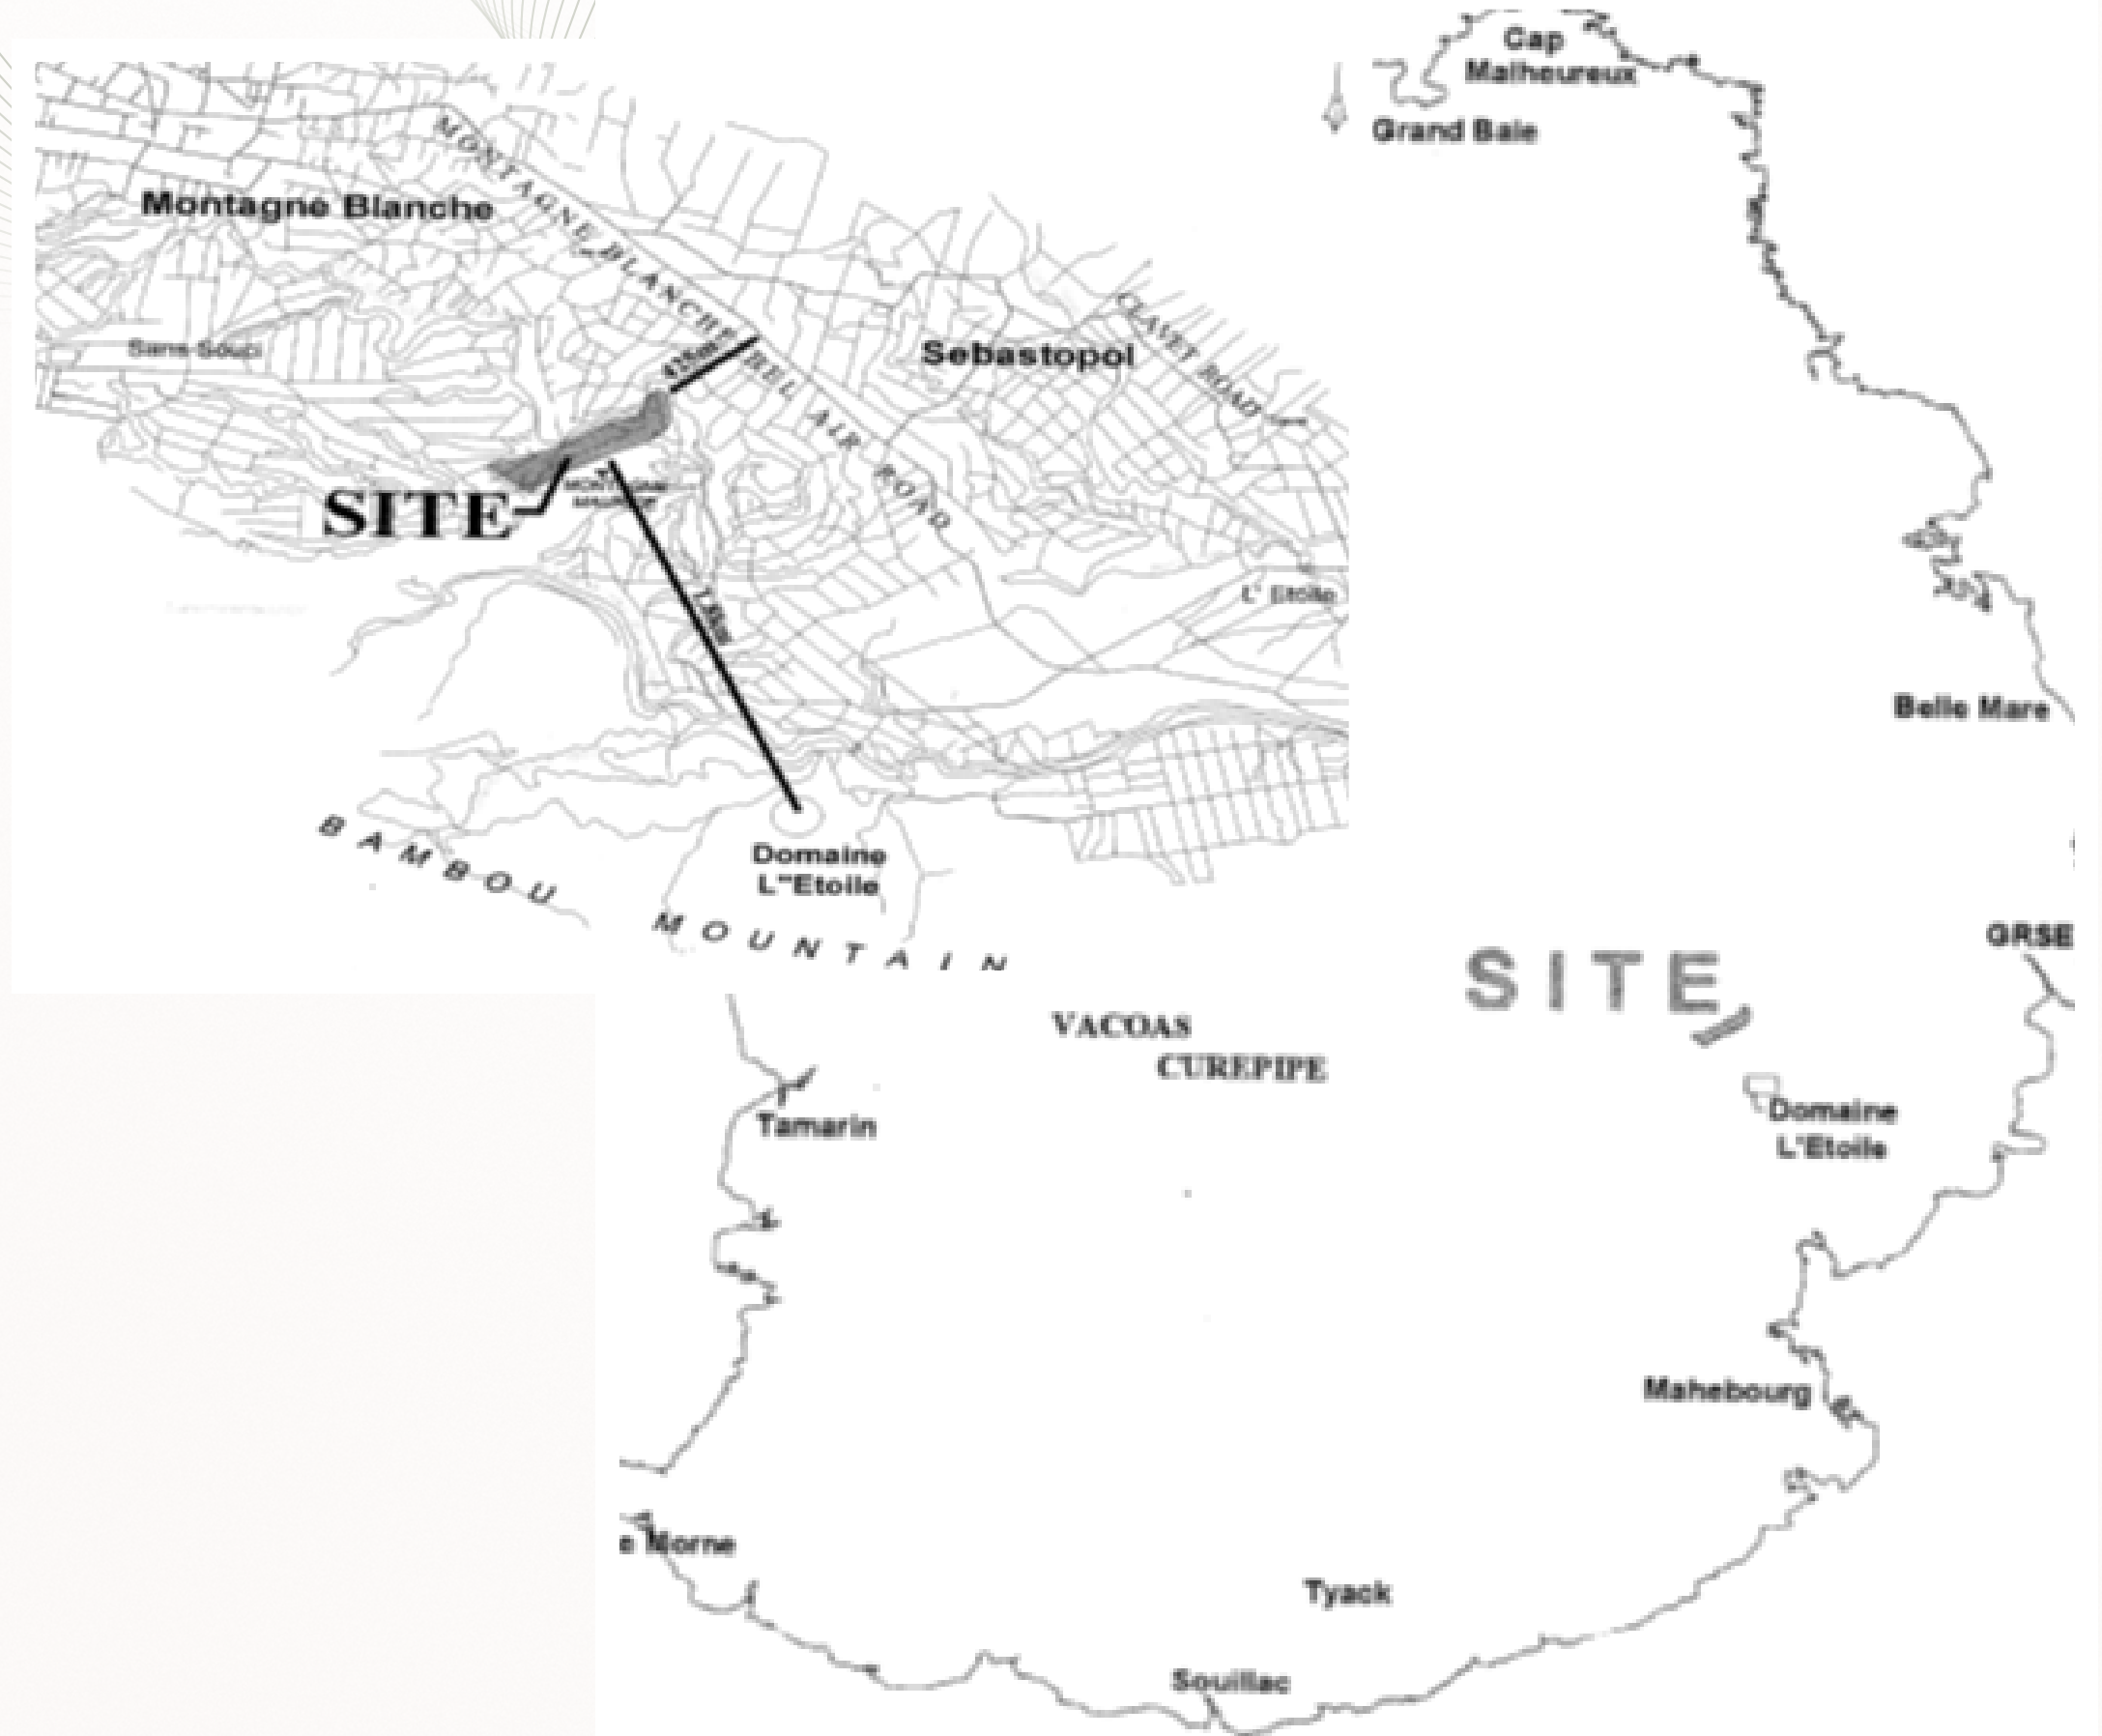 Cap
Malheureux
Grand Baie
MONTAGNE BLANCHE BEL AIR ROAD
Montagne Blanche
CLAVET ROAD
Sans Souci
Sebastopol
SITE
L' Etoile
Belle Mare
Domaine
L"Etoile
BAMBOU MOUNTAIN
GRSE
SITE
VACOAS
CUREPIPE
Tamarin
Domaine
L'Etoile
Mahebourg
e Morne
Tyack
Souillac